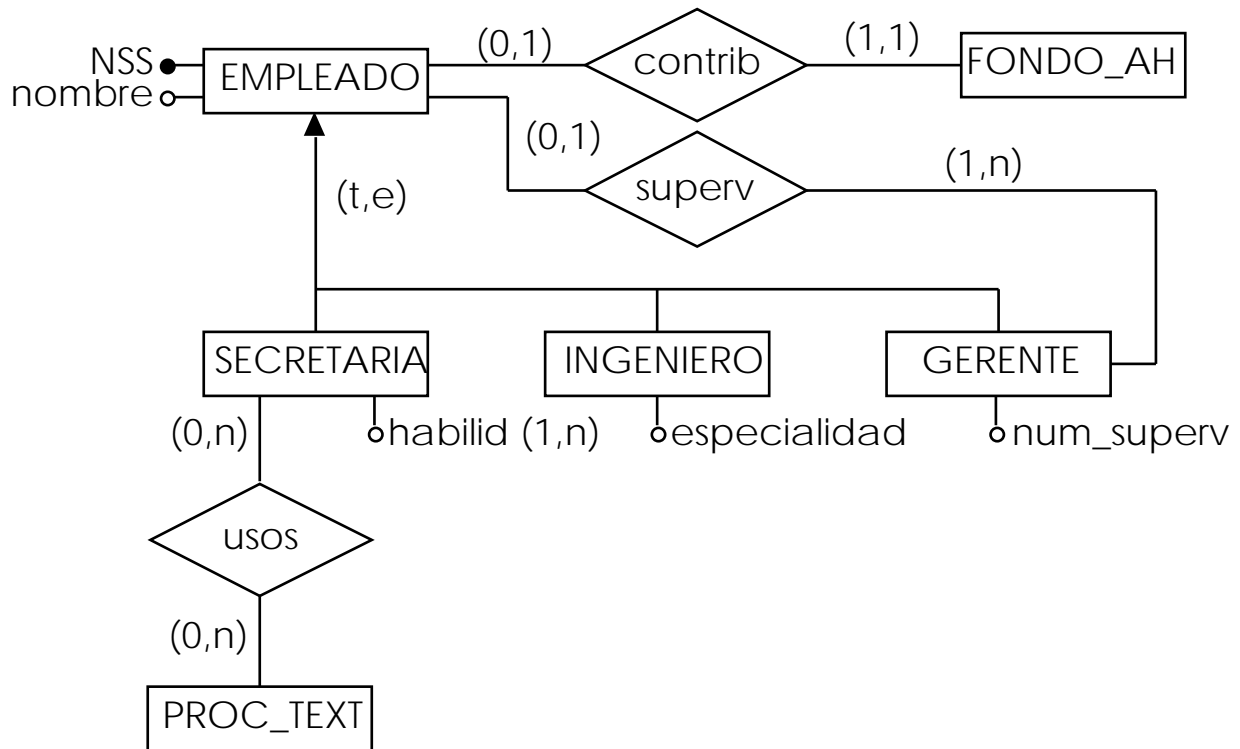 (0,1)
(1,1)
NSS
nombre
EMPLEADO
contrib
FONDO_AH
(0,1)
(1,n)
superv
(t,e)
SECRETARIA
INGENIERO
GERENTE
(0,n)
habilid (1,n)
especialidad
num_superv
usos
(0,n)
PROC_TEXT